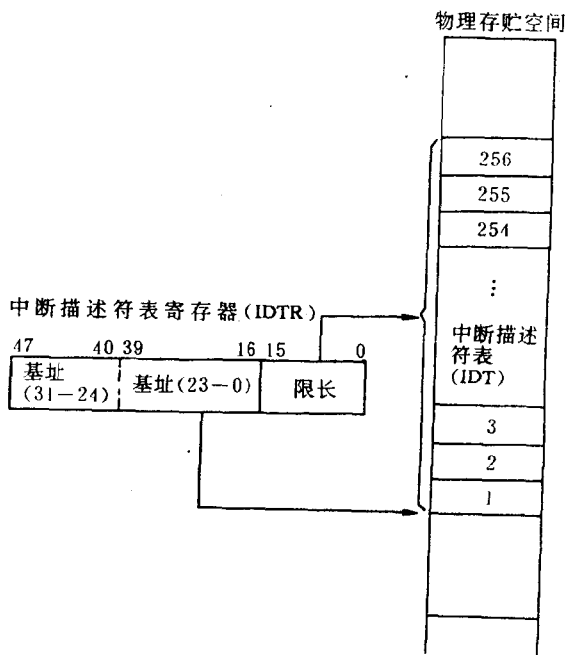 物理存贮空间
256
255
254
⋮
中断描述
符表
(IDT)
3
2
1
中断描述符表寄存器(IDTR)
47 40 39 16 15 0
基址
(31-24)
基址(23-0)
限长